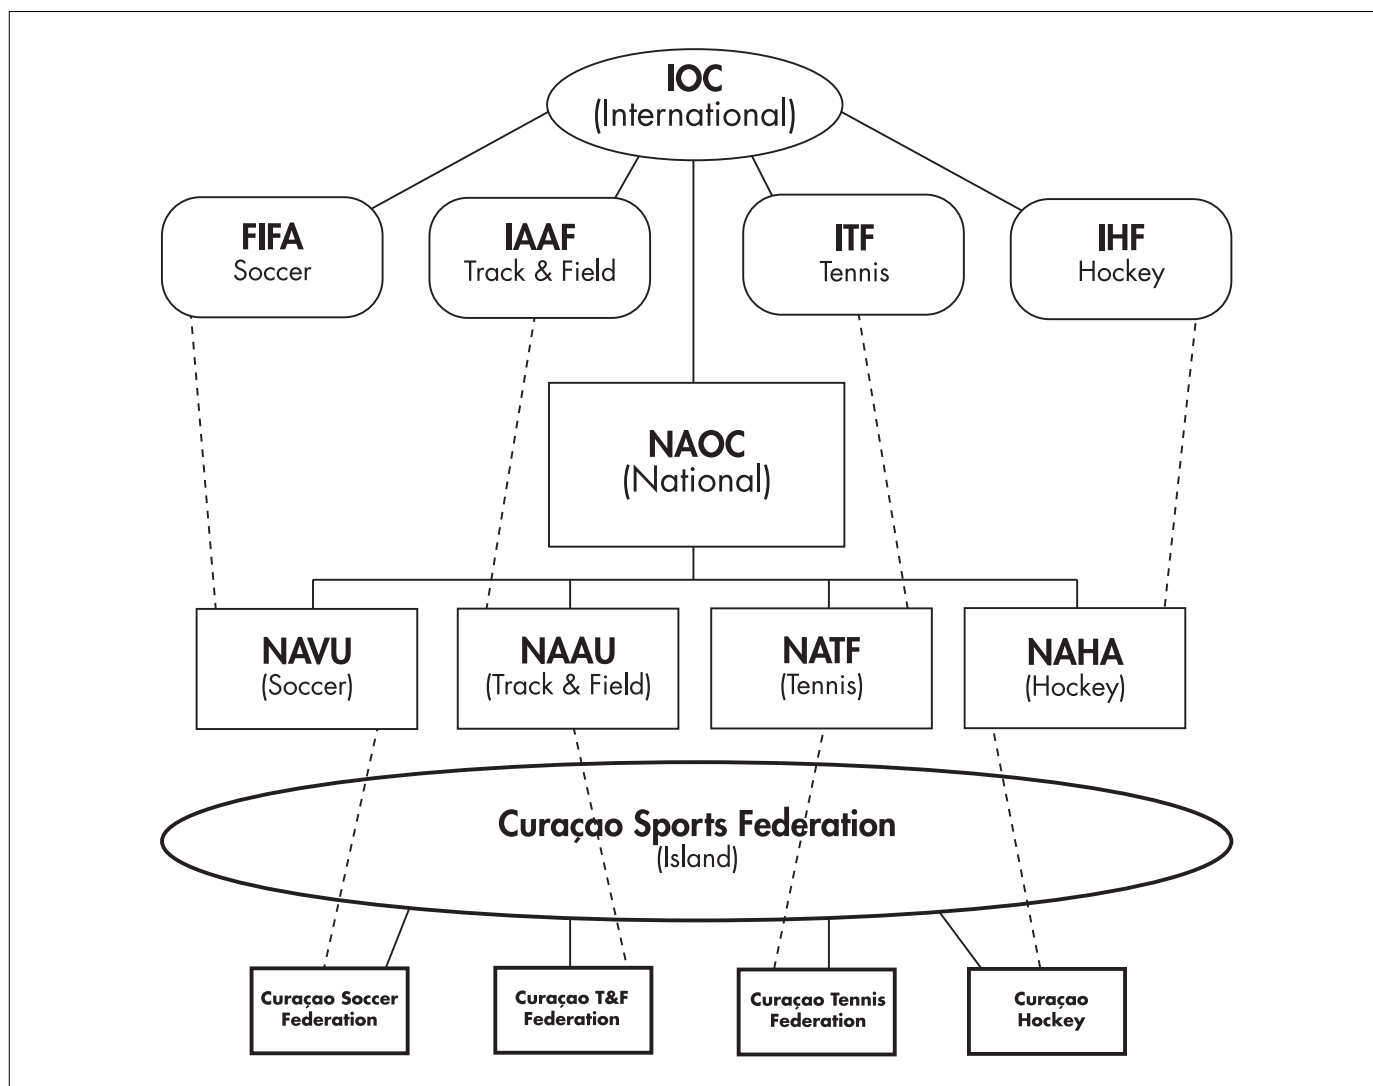 IOC
(International)
FIFA
Soccer
IAAF
Track & Field
ITF
Tennis
IHF
Hockey
NAOC
(National)
NAVU
(Soccer)
NAAU
(Track & Field)
NATF
(Tennis)
NAHA
(Hockey)
Curaçao Sports Federation
(Island)
Curaçao Soccer
Federation
Curaçao T&F
Federation
Curaçao Tennis
Federation
Curaçao
Hockey